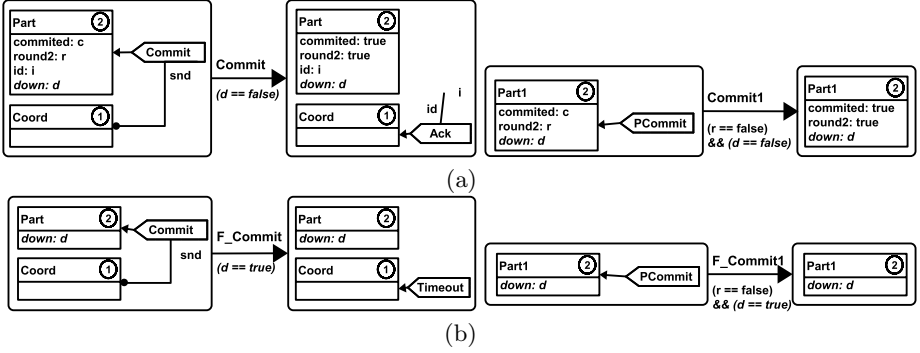 Part 2
commited: c
round2: r
id: i
down: d
Commit
snd
Coord 1
Commit
(d == false)
Part 2
commited: true
round2: true
id: i
down: d
Coord 1
id
i
Ack
Part1 2
commited: c
round2: r
down: d
PCommit
Commit1
(r == false)
&& (d == false)
Part1 2
commited: true
round2: true
down: d
(a)
Part 2
down: d
Commit
snd
Coord 1
F_Commit
(d == true)
Part 2
down: d
Coord 1
Timeout
Part1 2
down: d
PCommit
F_Commit1
(r == false)
&& (d == true)
Part1 2
down: d
(b)